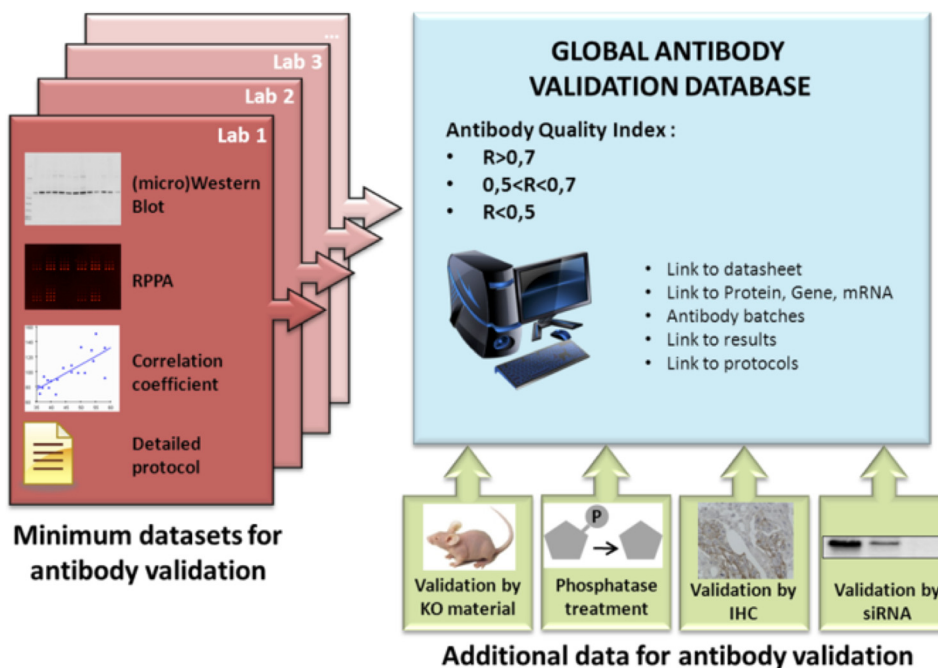 ...
Lab 3
Lab 2
Lab 1
(micro)Western
Blot
RPPA
Correlation
coefficient
Detailed
protocol
Minimum datasets for
antibody validation
GLOBAL ANTIBODY
VALIDATION DATABASE
Antibody Quality Index :
• R>0,7
• 0,5<R<0,7
• R<0,5
• Link to datasheet
• Link to Protein, Gene, mRNA
• Antibody batches
• Link to results
• Link to protocols
Validation by
KO material
P
Phosphatase
treatment
Validation by
IHC
Validation by
siRNA
Additional data for antibody validation